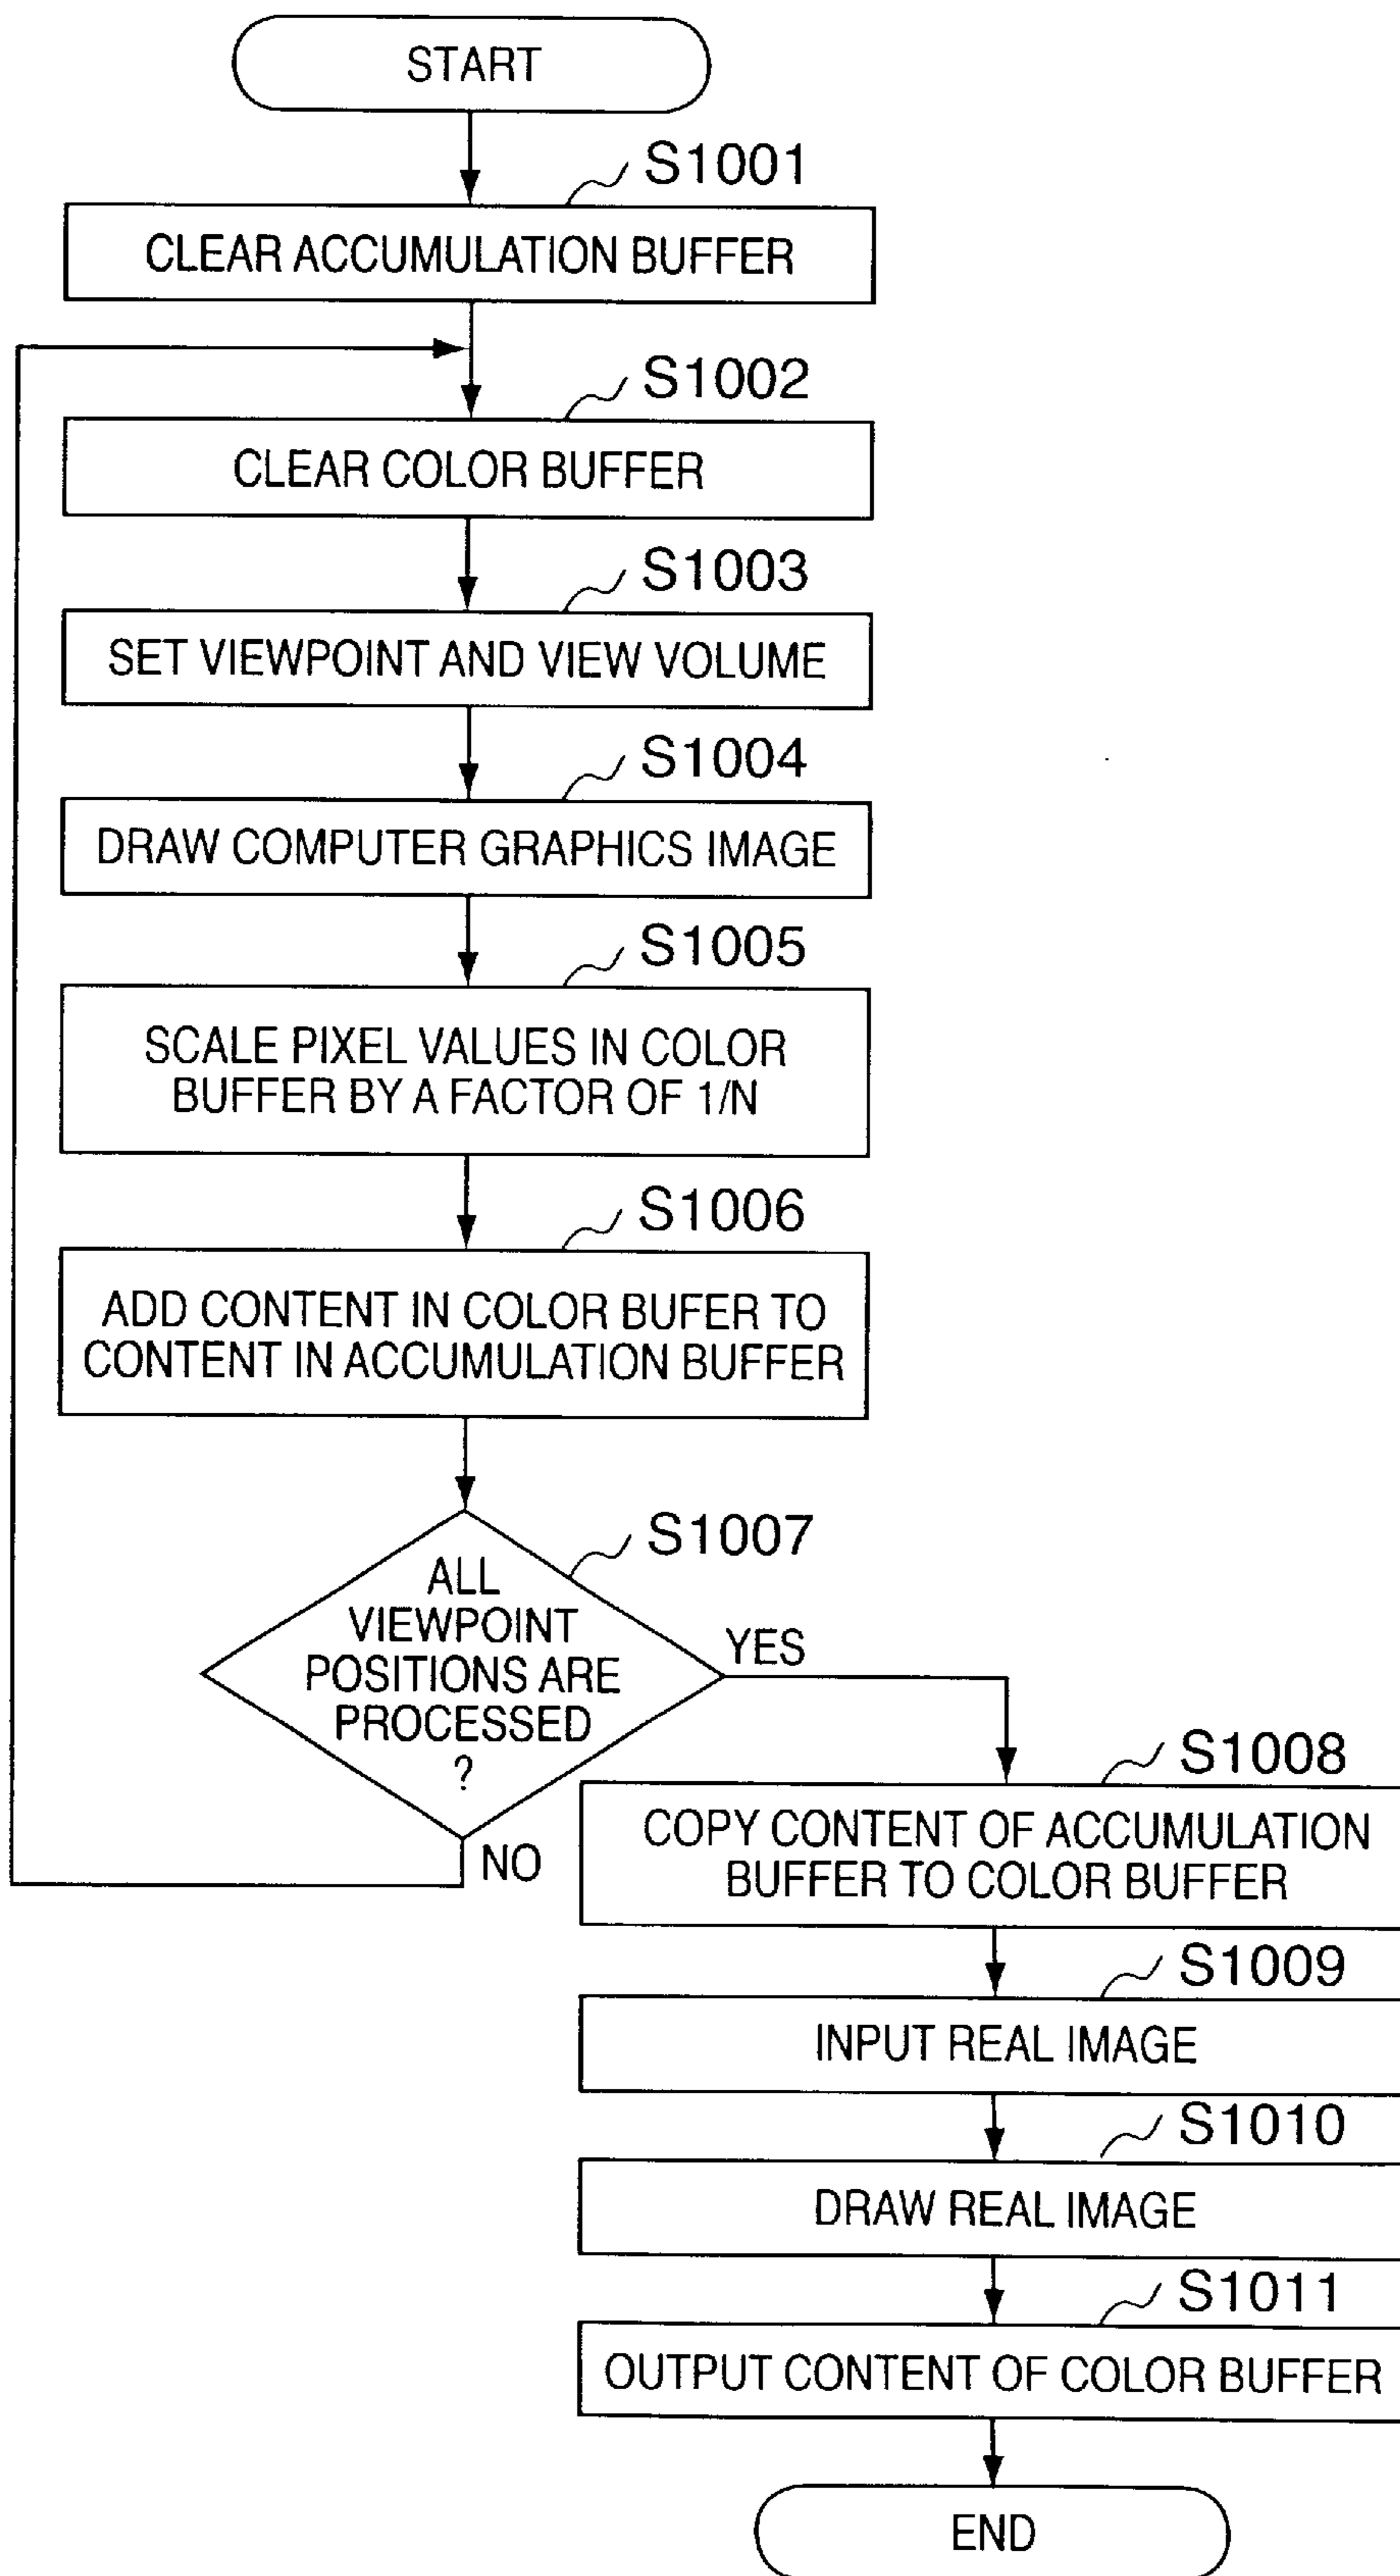 START
S1001
CLEAR ACCUMULATION BUFFER
S1002
CLEAR COLOR BUFFER
S1003
SET VIEWPOINT AND VIEW VOLUME
S1004
DRAW COMPUTER GRAPHICS IMAGE
S1005
SCALE PIXEL VALUES IN COLOR
BUFFER BY A FACTOR OF 1/N
S1006
ADD CONTENT IN COLOR BUFER TO
CONTENT IN ACCUMULATION BUFFER
S1007
ALL
VIEWPOINT
POSITIONS ARE
PROCESSED
?
YES
NO
S1008
COPY CONTENT OF ACCUMULATION
BUFFER TO COLOR BUFFER
S1009
INPUT REAL IMAGE
S1010
DRAW REAL IMAGE
S1011
OUTPUT CONTENT OF COLOR BUFFER
END